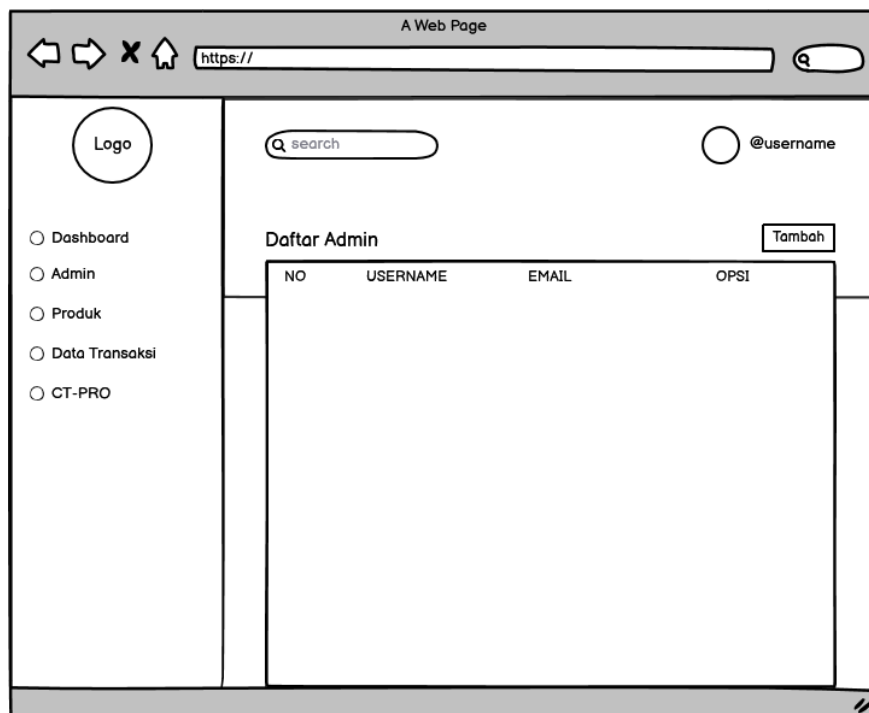 A Web Page
https://
Logo
search
@username
Dashboard
Admin
Produk
Data Transaksi
CT-PRO
Daftar Admin
Tambah
NO USERNAME EMAIL OPSI